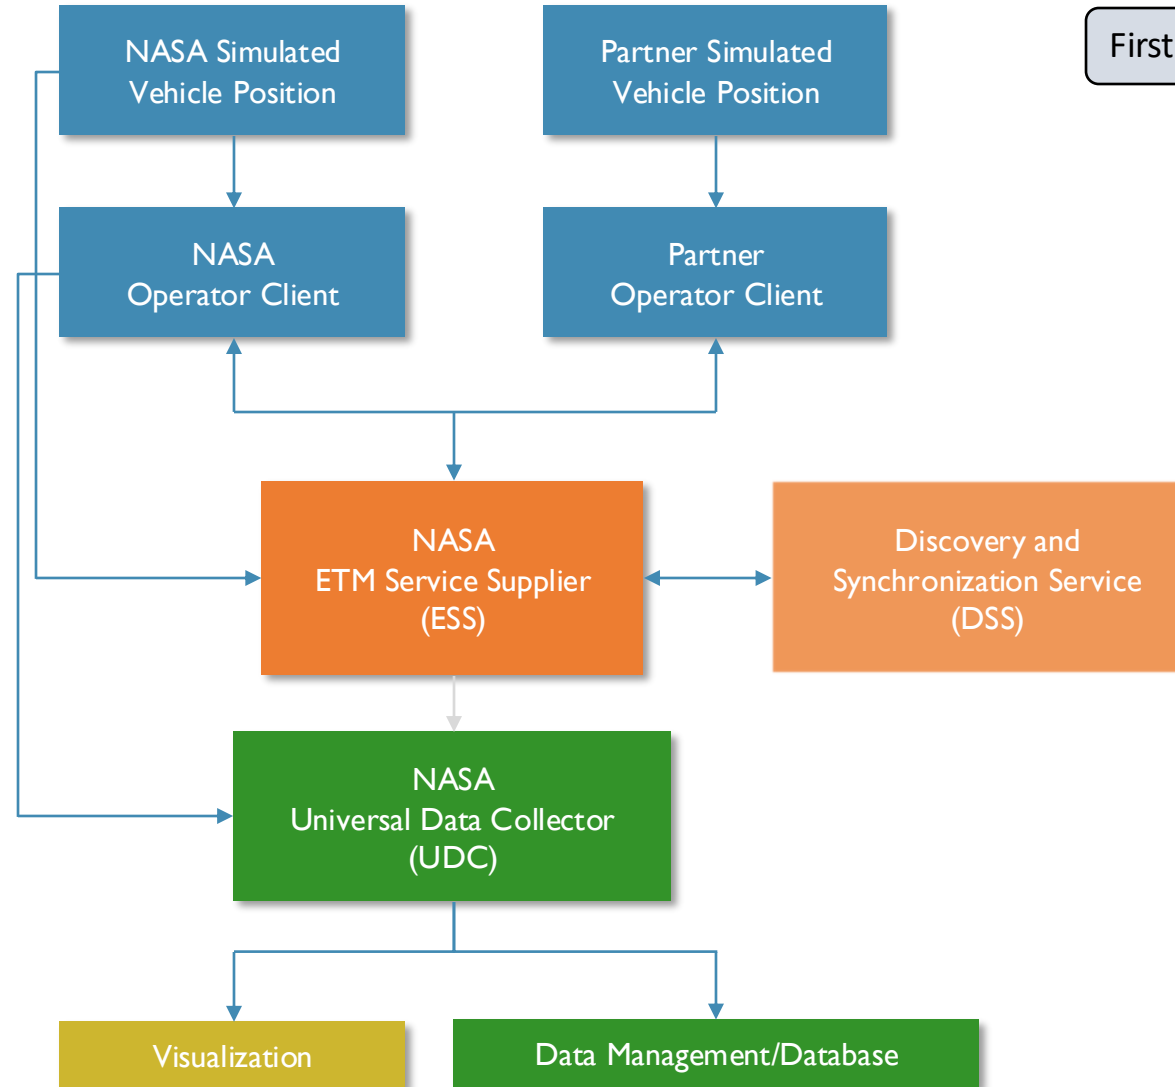 NASA Simulated
Vehicle Position
Partner Simulated
Vehicle Position
First
NASA
Operator Client
Partner
Operator Client
NASA
ETM Service Supplier
(ESS)
Discovery and
Synchronization Service
(DSS)
NASA
Universal Data Collector
(UDC)
Visualization
Data Management/Database